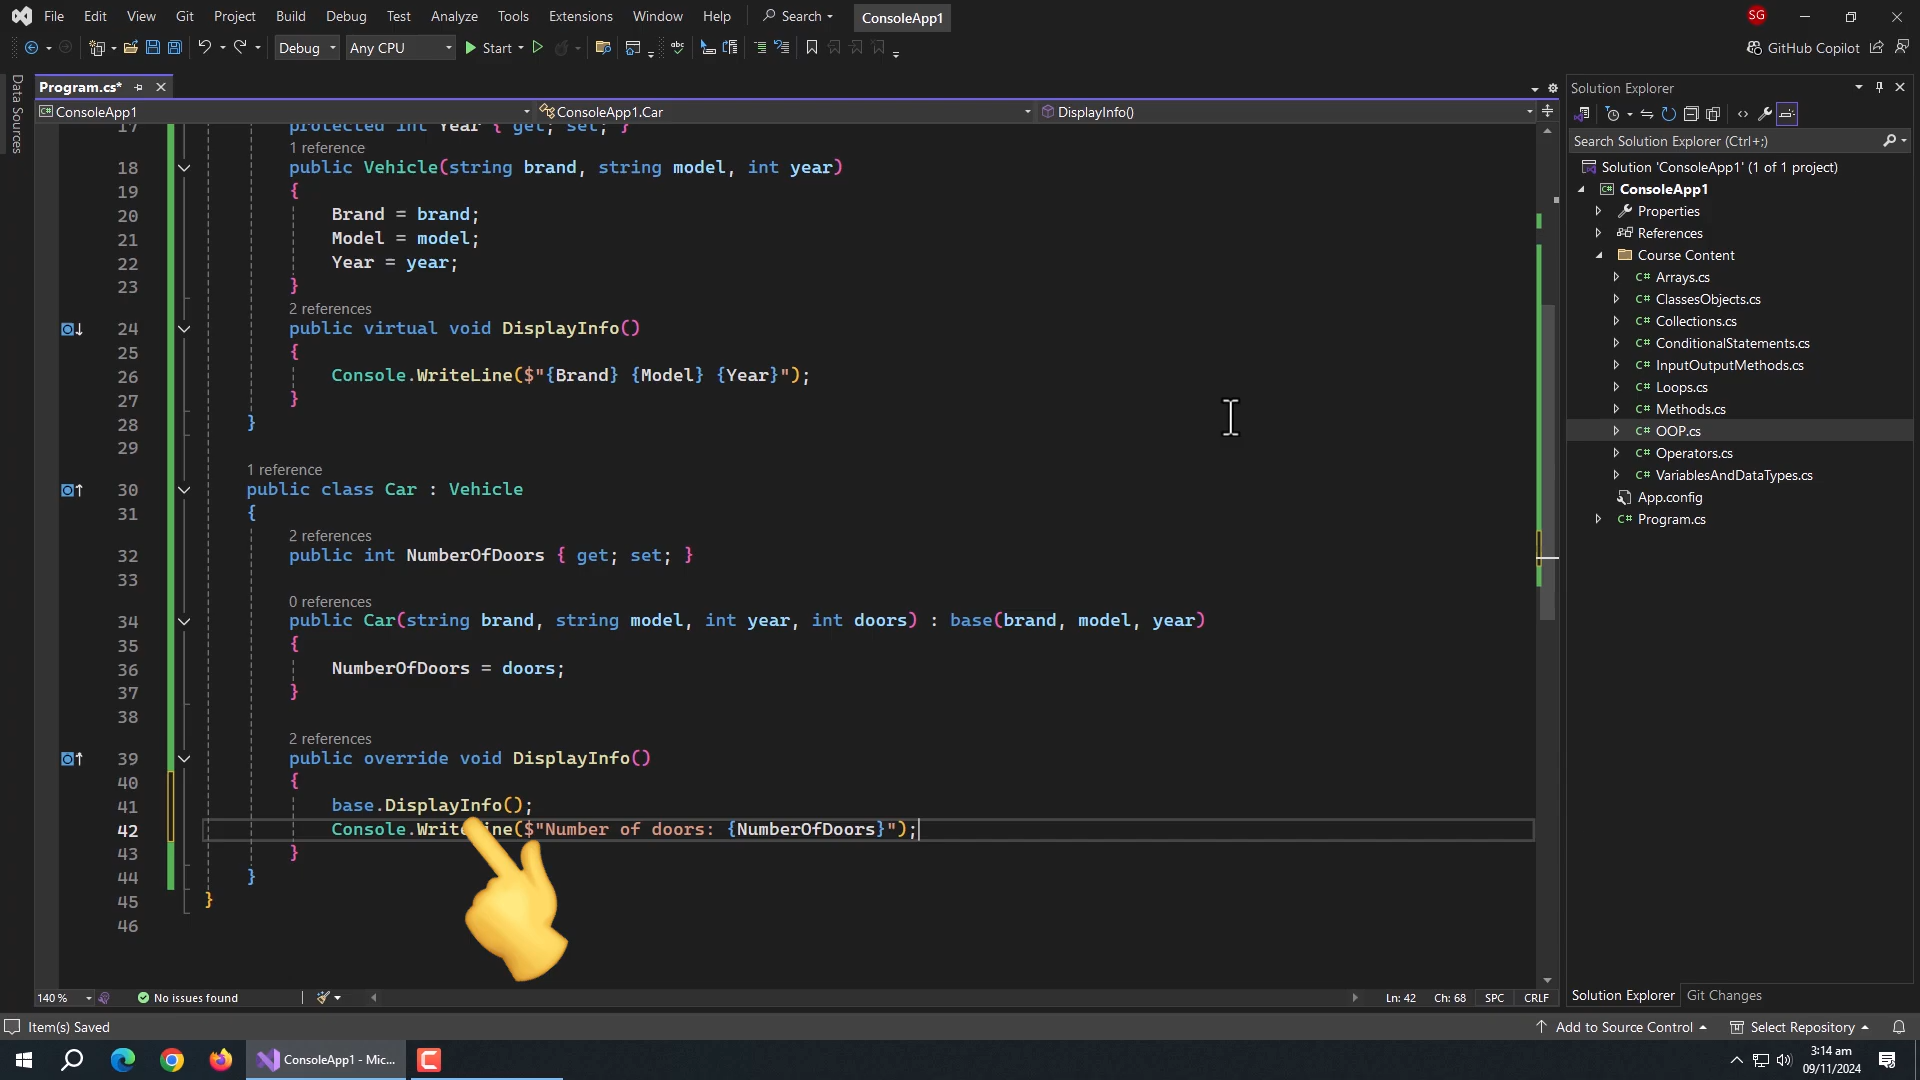 File Edit View Git Project Build Debug Test Analyze Tools Extensions Window Help Search ConsoleApp1 SG
Debug Any CPU Start GitHub Copilot
Data Sources
Program.cs*
ConsoleApp1 ConsoleApp1.Car DisplayInfo()
17 protected int Year { get; set; }
1 reference
18 public Vehicle(string brand, string model, int year)
19 {
20 Brand = brand;
21 Model = model;
22 Year = year;
23 }
2 references
24 public virtual void DisplayInfo()
25 {
26 Console.WriteLine($"{Brand} {Model} {Year}");
27 }
28 }
29
1 reference
30 public class Car : Vehicle
31 {
2 references
32 public int NumberOfDoors { get; set; }
33
0 references
34 public Car(string brand, string model, int year, int doors) : base(brand, model, year)
35 {
36 NumberOfDoors = doors;
37 }
38
2 references
39 public override void DisplayInfo()
40 {
41 base.DisplayInfo();
42 Console.WriteLine($"Number of doors: {NumberOfDoors}");
43 }
44 }
45 }
46
140 % No issues found Ln: 42 Ch: 68 SPC CRLF
Solution Explorer
Search Solution Explorer (Ctrl+;)
Solution 'ConsoleApp1' (1 of 1 project)
C# ConsoleApp1
Properties
References
Course Content
C# Arrays.cs
C# ClassesObjects.cs
C# Collections.cs
C# ConditionalStatements.cs
C# InputOutputMethods.cs
C# Loops.cs
C# Methods.cs
C# OOP.cs
C# Operators.cs
C# VariablesAndDataTypes.cs
App.config
C# Program.cs
Solution Explorer Git Changes
Item(s) Saved Add to Source Control Select Repository
ConsoleApp1 - Mic...
3:14 am
09/11/2024